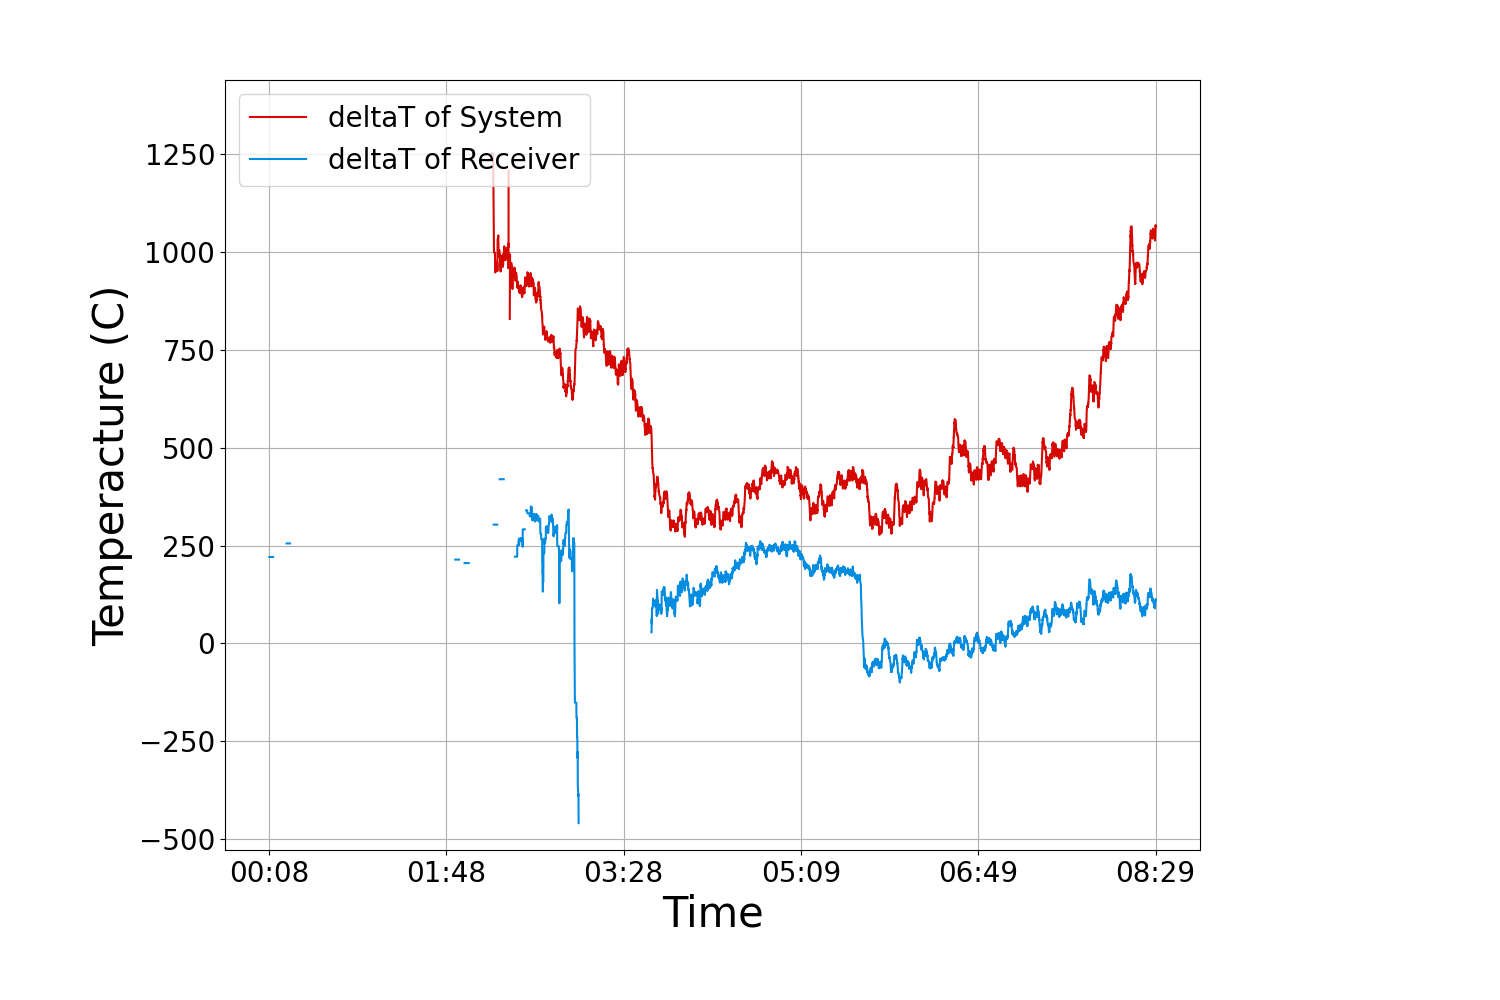 deltaT of System
deltaT of Receiver
Temperacture (C)
1250
1000
750
500
250
0
−250
−500
00:08 01:48 03:28 05:09 06:49 08:29
Time